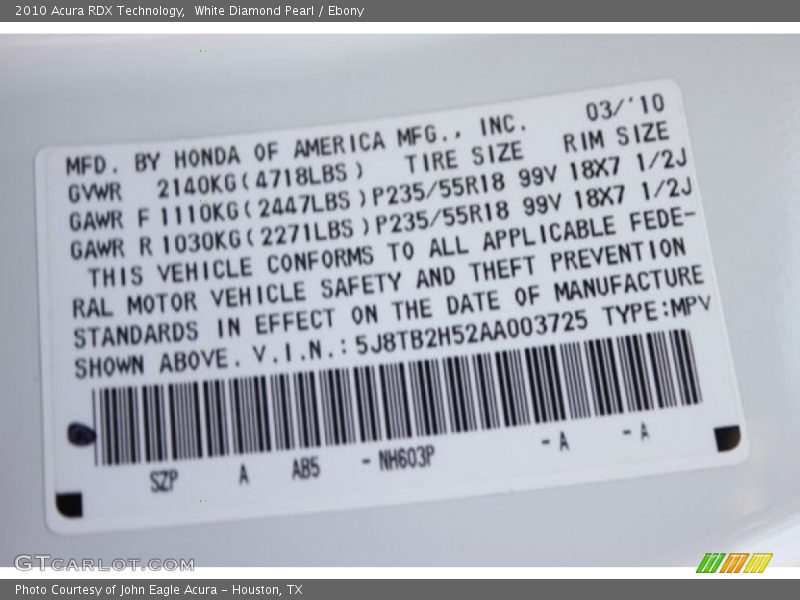 2010 Acura RDX Technology,  White Diamond Pearl / Ebony
03/'10
MFD. BY HONDA OF AMERICA MFG., INC.
GVWR 2140KG(4718LBS) TIRE SIZE RIM SIZE
GAWR F 1110KG(2447LBS)P235/55R18 99V 18X7 1/2J
GAWR R 1030KG(2271LBS)P235/55R18 99V 18X7 1/2J
THIS VEHICLE CONFORMS TO ALL APPLICABLE FEDE-
RAL MOTOR VEHICLE SAFETY AND THEFT PREVENTION
STANDARDS IN EFFECT ON THE DATE OF MANUFACTURE
SHOWN ABOVE. V.I.N.: 5J8TB2H52AA003725 TYPE:MPV
SZP A AB5 -NH603P -A -A
GTcarlot.com
Photo Courtesy of John Eagle Acura - Houston, TX